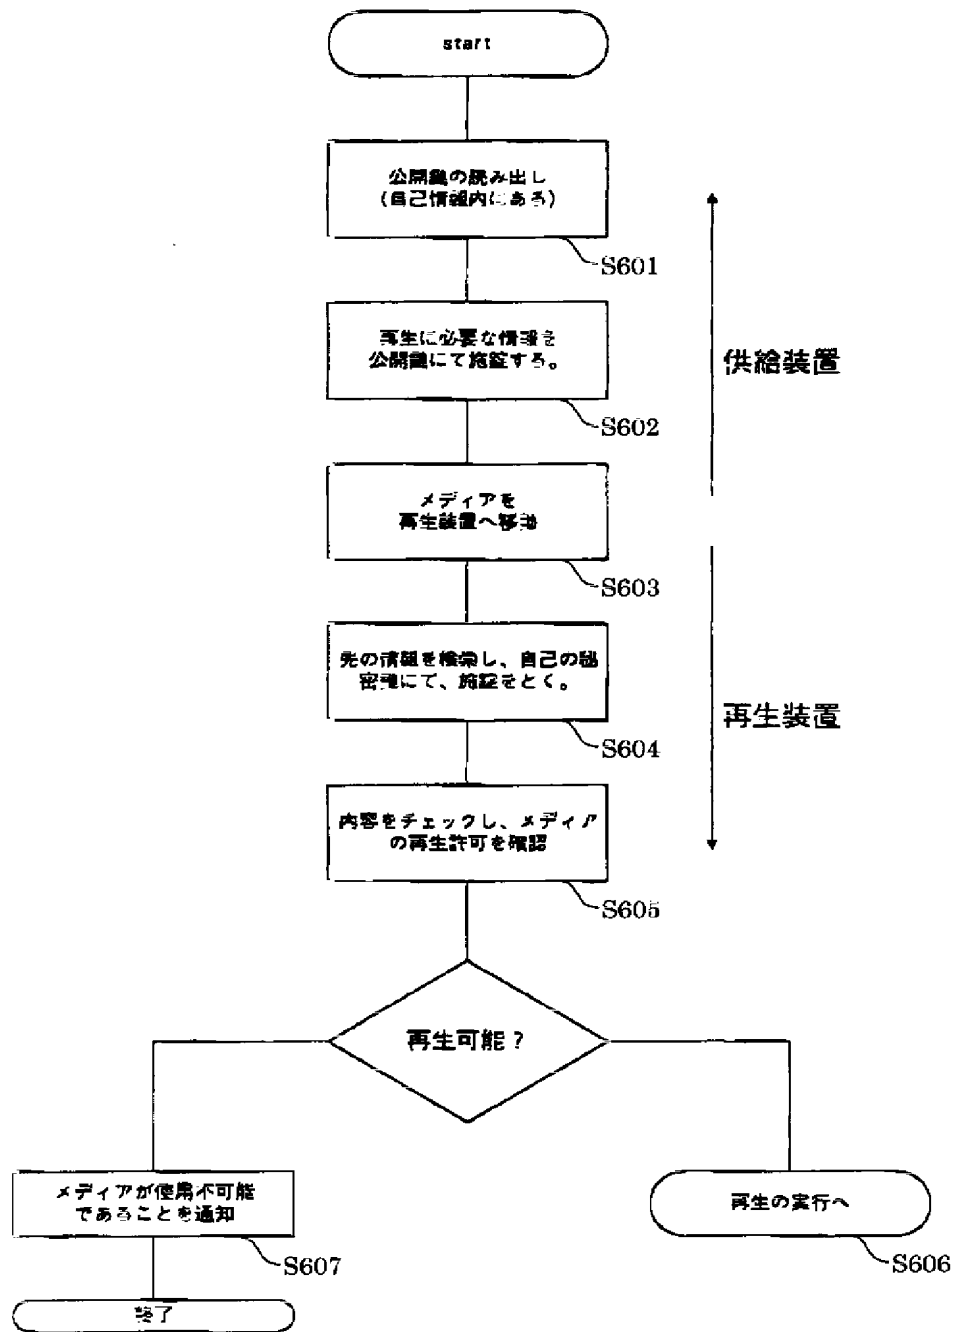 start
公開鍵の読み出し
(自己情報内にある)
S601
再生に必要な情報を
公開鍵にて施錠する。
S602
供給装置
メディアを
再生装置へ移動
S603
先の情報を検索し、自己の秘
密鍵にて、施錠をとく。
S604
再生装置
内容をチェックし、メディア
の再生許可を確認
S605
再生可能？
メディアが使用不可能
であることを通知
S607
再生の実行へ
S606
終了